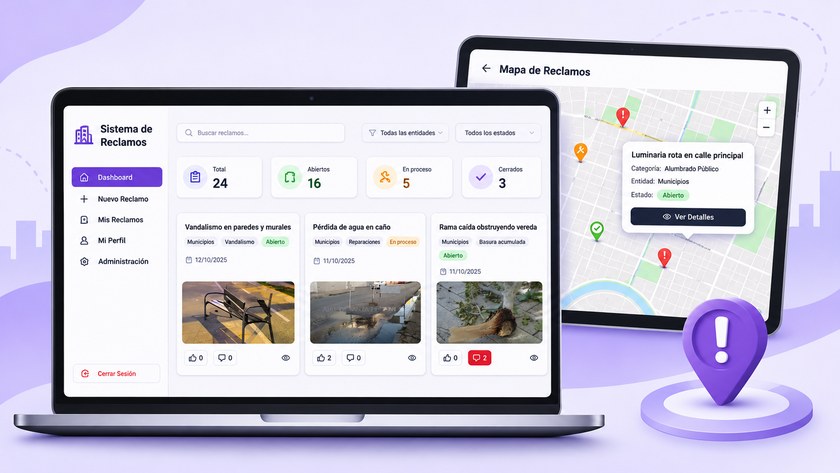 Sistema de
Reclamos
Dashboard
Nuevo Reclamo
Mis Reclamos
Mi Perfil
Administración
Cerrar Sesión
Buscar reclamos...
Todas las entidades
Todos los estados
Total
24
Abiertos
16
En proceso
5
Cerrados
3
Vandalismo en paredes y murales
Municipios Vandalismo Abierto
12/10/2025
0 0
Pérdida de agua en caño
Municipios Reparaciones En proceso
11/10/2025
2 0
Rama caída obstruyendo vereda
Municipios Basura acumulada
Abierto
11/10/2025
0 2
Mapa de Reclamos
+
−
Luminaria rota en calle principal
Categoría: Alumbrado Público
Entidad: Municipios
Estado: Abierto
Ver Detalles